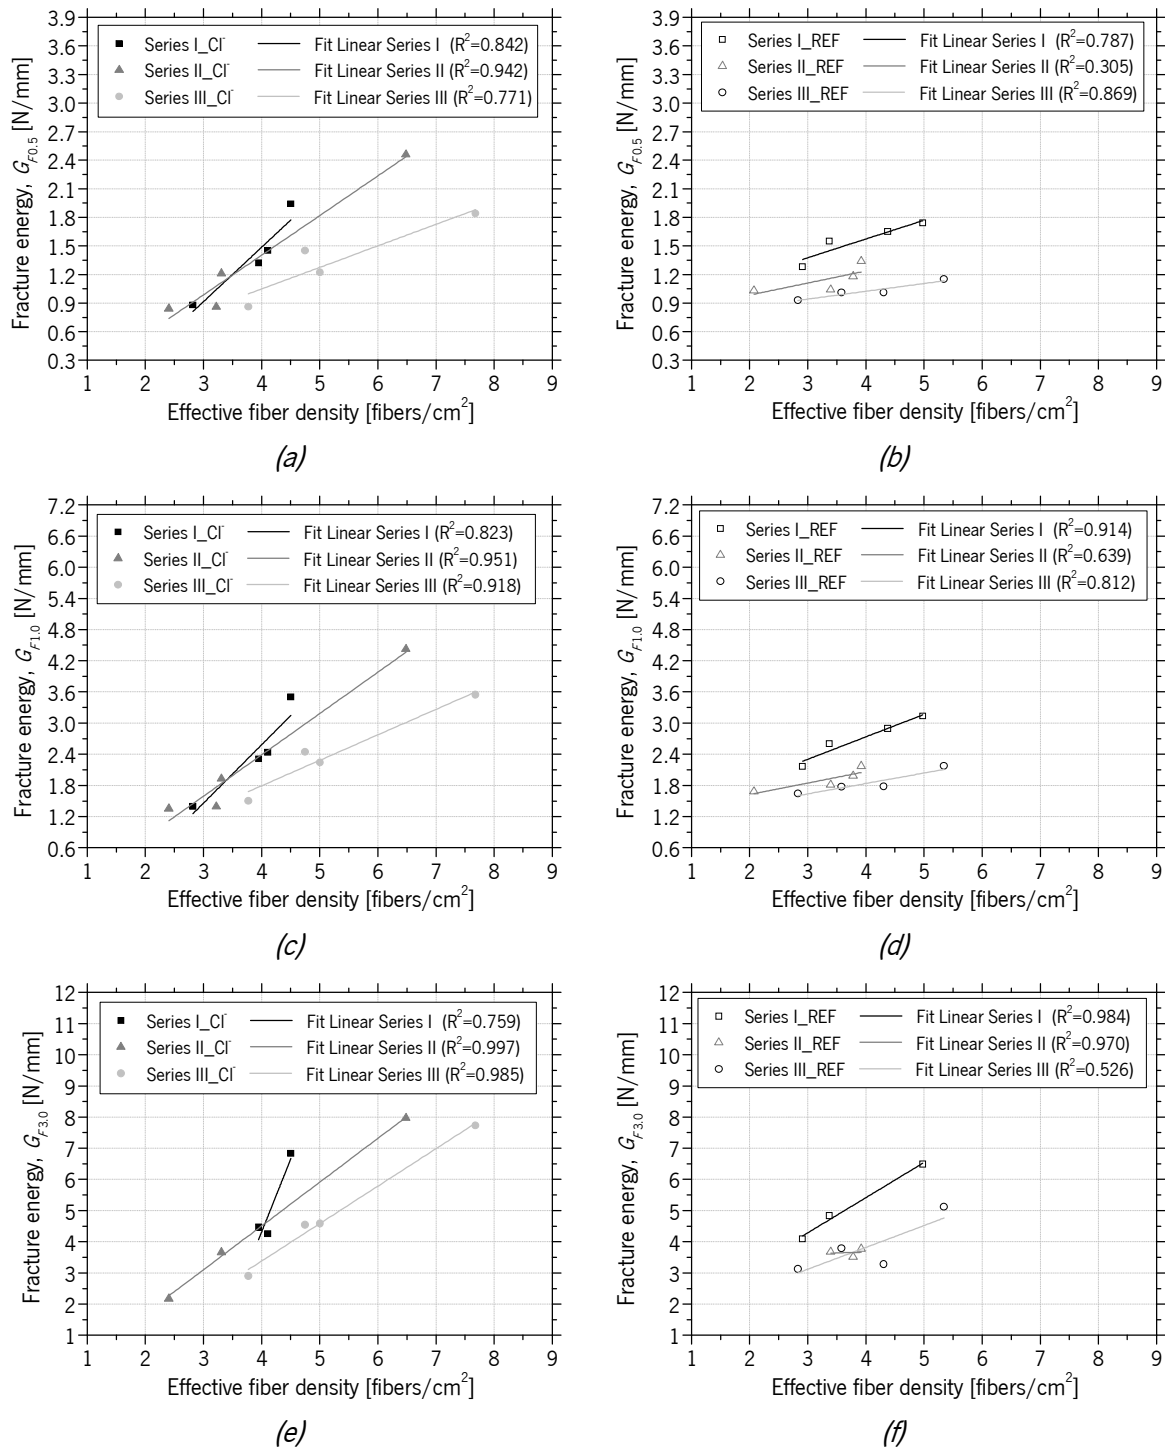 3.9
3.6
3.3
3.0
2.7
2.4
2.1
1.8
1.5
1.2
0.9
0.6
0.3
Fracture energy, G_F0.5 [N/mm]
Series I_Cl⁻ Fit Linear Series I (R²=0.842)
Series II_Cl⁻ Fit Linear Series II (R²=0.942)
Series III_Cl⁻ Fit Linear Series III (R²=0.771)
1 2 3 4 5 6 7 8 9
Effective fiber density [fibers/cm²]
(a)
3.9
3.6
3.3
3.0
2.7
2.4
2.1
1.8
1.5
1.2
0.9
0.6
0.3
Fracture energy, G_F0.5 [N/mm]
Series I_REF Fit Linear Series I (R²=0.787)
Series II_REF Fit Linear Series II (R²=0.305)
Series III_REF Fit Linear Series III (R²=0.869)
1 2 3 4 5 6 7 8 9
Effective fiber density [fibers/cm²]
(b)
7.2
6.6
6.0
5.4
4.8
4.2
3.6
3.0
2.4
1.8
1.2
0.6
Fracture energy, G_F1.0 [N/mm]
Series I_Cl⁻ Fit Linear Series I (R²=0.823)
Series II_Cl⁻ Fit Linear Series II (R²=0.951)
Series III_Cl⁻ Fit Linear Series III (R²=0.918)
1 2 3 4 5 6 7 8 9
Effective fiber density [fibers/cm²]
(c)
7.2
6.6
6.0
5.4
4.8
4.2
3.6
3.0
2.4
1.8
1.2
0.6
Fracture energy, G_F1.0 [N/mm]
Series I_REF Fit Linear Series I (R²=0.914)
Series II_REF Fit Linear Series II (R²=0.639)
Series III_REF Fit Linear Series III (R²=0.812)
1 2 3 4 5 6 7 8 9
Effective fiber density [fibers/cm²]
(d)
12
11
10
9
8
7
6
5
4
3
2
1
Fracture energy, G_F3.0 [N/mm]
Series I_Cl⁻ Fit Linear Series I (R²=0.759)
Series II_Cl⁻ Fit Linear Series II (R²=0.997)
Series III_Cl⁻ Fit Linear Series III (R²=0.985)
1 2 3 4 5 6 7 8 9
Effective fiber density [fibers/cm²]
(e)
12
11
10
9
8
7
6
5
4
3
2
1
Fracture energy, G_F3.0 [N/mm]
Series I_REF Fit Linear Series I (R²=0.984)
Series II_REF Fit Linear Series II (R²=0.970)
Series III_REF Fit Linear Series III (R²=0.526)
1 2 3 4 5 6 7 8 9
Effective fiber density [fibers/cm²]
(f)